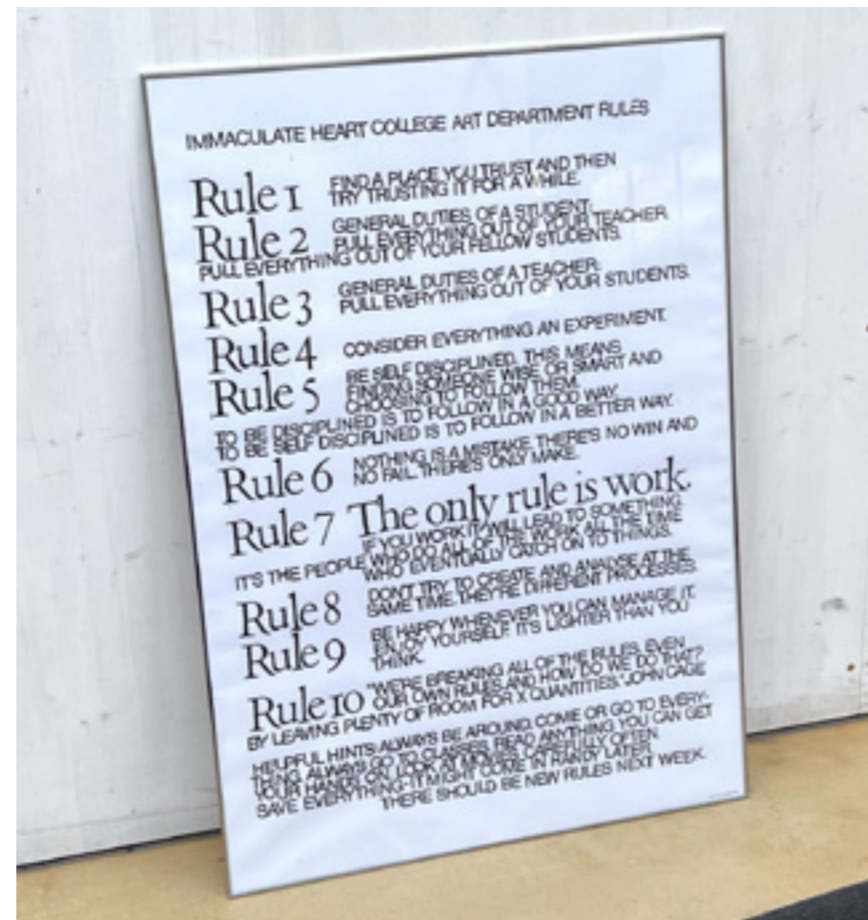 IMMACULATE HEART COLLEGE ART DEPARTMENT RULES
Rule 1 FIND A PLACE YOU TRUST AND THEN
TRY TRUSTING IT FOR A WHILE.
Rule 2 GENERAL DUTIES OF A STUDENT:
PULL EVERYTHING OUT OF YOUR TEACHER.
PULL EVERYTHING OUT OF YOUR FELLOW STUDENTS.
Rule 3 GENERAL DUTIES OF A TEACHER:
PULL EVERYTHING OUT OF YOUR STUDENTS.
Rule 4 CONSIDER EVERYTHING AN EXPERIMENT.
Rule 5 BE SELF DISCIPLINED. THIS MEANS
FINDING SOMEONE WISE OR SMART AND
CHOOSING TO FOLLOW THEM.
TO BE DISCIPLINED IS TO FOLLOW IN A GOOD WAY.
TO BE SELF DISCIPLINED IS TO FOLLOW IN A BETTER WAY.
Rule 6 NOTHING IS A MISTAKE. THERE'S NO WIN AND
NO FAIL. THERE'S ONLY MAKE.
Rule 7 The only rule is work.
IF YOU WORK IT WILL LEAD TO SOMETHING.
IT'S THE PEOPLE WHO DO ALL OF THE WORK ALL THE TIME
WHO EVENTUALLY CATCH ON TO THINGS.
Rule 8 DON'T TRY TO CREATE AND ANALYSE AT THE
SAME TIME. THEY'RE DIFFERENT PROCESSES.
Rule 9 BE HAPPY WHENEVER YOU CAN MANAGE IT.
ENJOY YOURSELF. IT'S LIGHTER THAN YOU
THINK.
Rule 10 "WE'RE BREAKING ALL OF THE RULES. EVEN
OUR OWN RULES. AND HOW DO WE DO THAT?
BY LEAVING PLENTY OF ROOM FOR X QUANTITIES." JOHN CAGE
HELPFUL HINTS: ALWAYS BE AROUND. COME OR GO TO EVERY-
THING. ALWAYS GO TO CLASSES. READ ANYTHING YOU CAN GET
YOUR HANDS ON. LOOK AT MOVIES CAREFULLY, OFTEN.
SAVE EVERYTHING-IT MIGHT COME IN HANDY LATER.
THERE SHOULD BE NEW RULES NEXT WEEK.